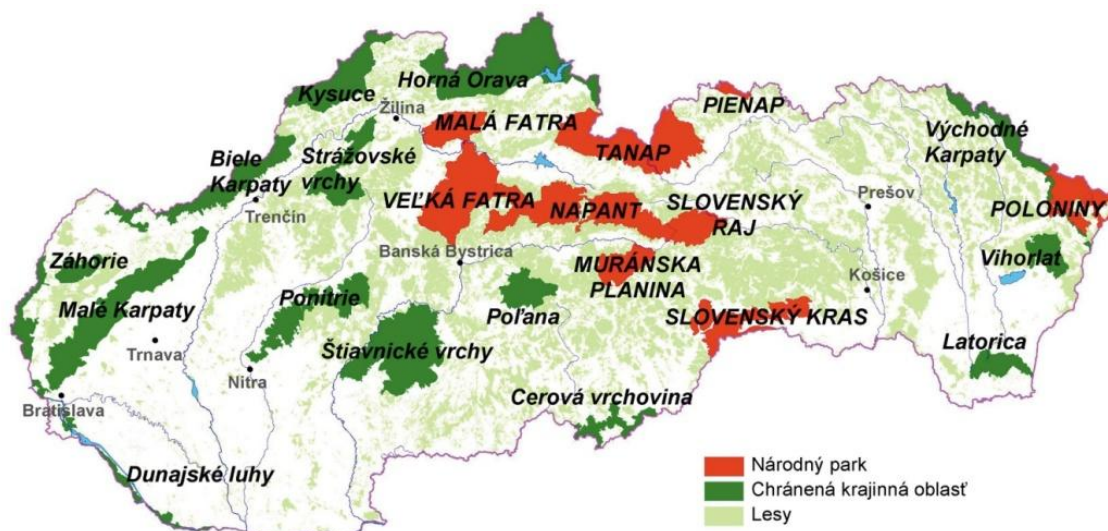 Horná Orava
Kysuce
Žilina
MALÁ FATRA
PIENAP
TANAP
Východné
Karpaty
Biele
Karpaty
Strážovské
vrchy
Trenčín
VEĽKÁ FATRA
NAPANT
SLOVENSKÝ
RAJ
Prešov
POLONINY
Banská Bystrica
Záhorie
MURÁNSKA
PLANINA
Vihorlat
Košice
Malé Karpaty
Ponitrie
Poľana
SLOVENSKÝ KRAS
Trnava
Štiavnické vrchy
Latorica
Nitra
Cerová vrchovina
Bratislava
Dunajské luhy
Národný park
Chránená krajinná oblasť
Lesy